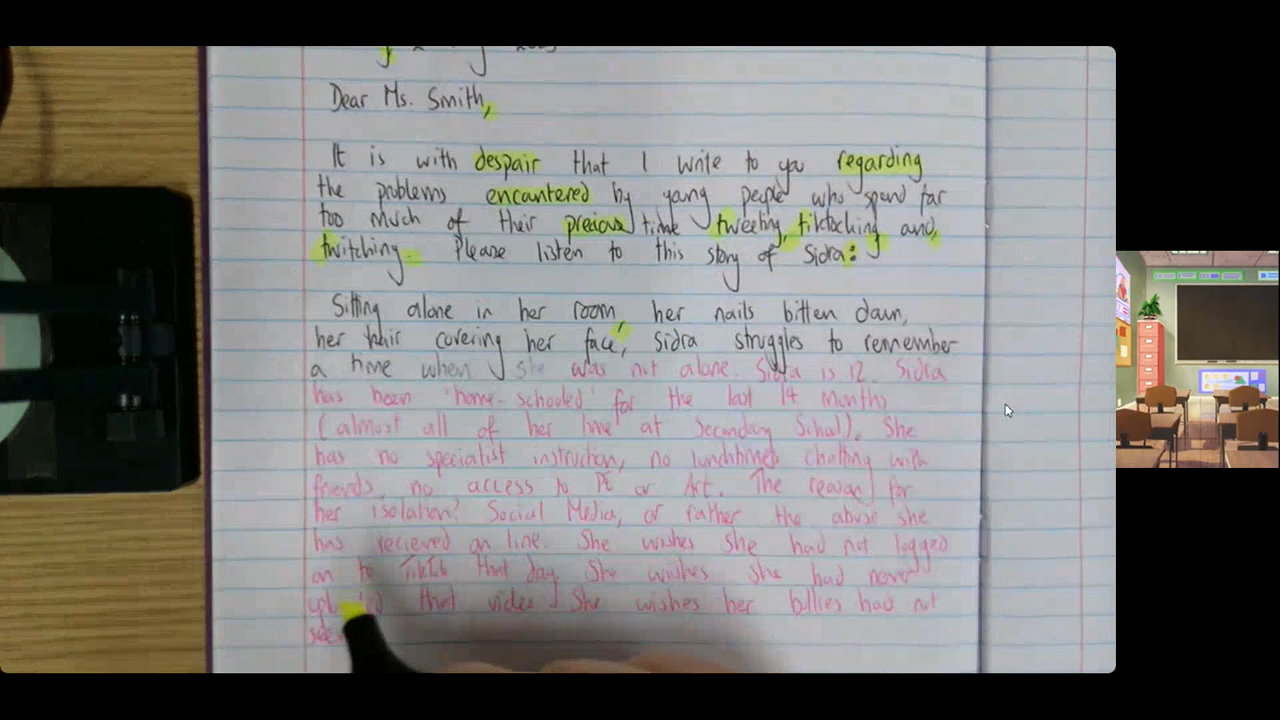 Dear Ms. Smith,
It is with despair that I write to you regarding
the problems encantered by young people who spend far
too much of their precious time tweeting, tiktocking and,
twitching. Please listen to this story of Sidra:
Sitting alone in her room, her nails bitten down,
her hair covering her face, Sidra struggles to remember
a time when she was not alone. Sidra is 12. Sidra
has been 'home-schooled' for the last 14 months
(almost all of her time at Secondary School). She
has no specialist instruction, no lunchtimes chatting with
friends, no access to PE or Art. The reason for
her isolation? Social Media, or rather the abuse she
has recieved on line. She wishes she had not logged
on to TikTok that day. She wishes she had never
that video. She wishes her bullies had not